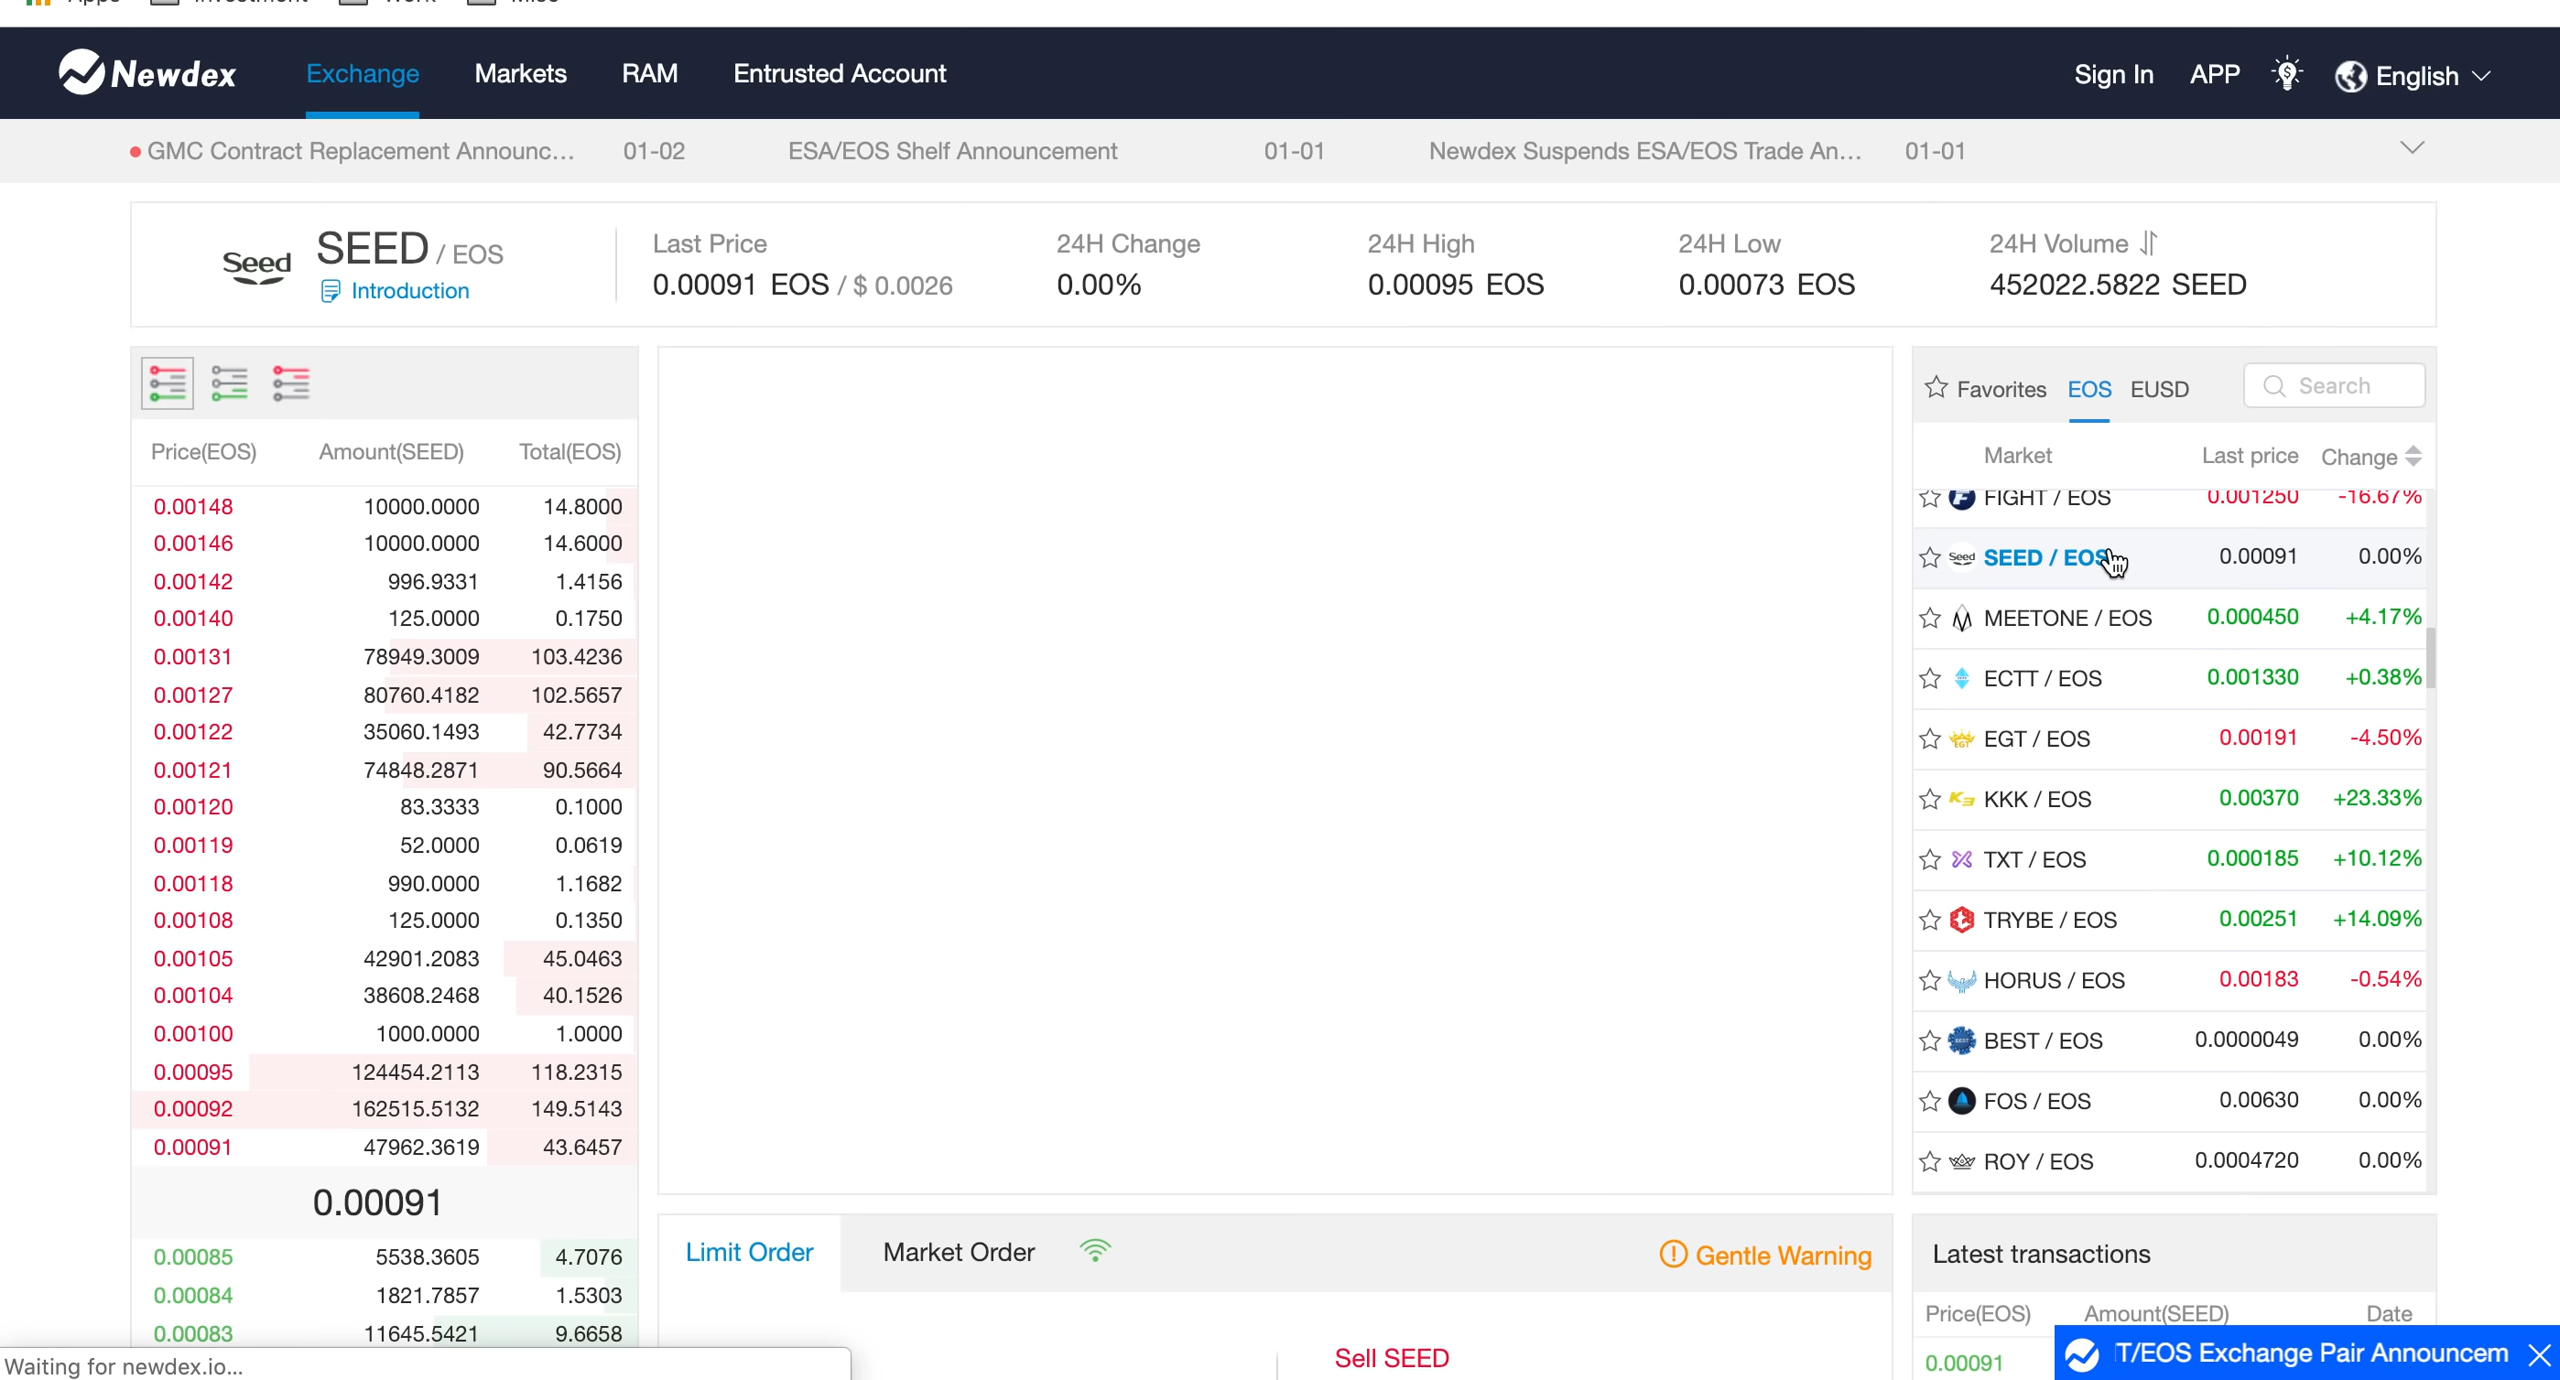 Newdex Exchange Markets RAM Entrusted Account Sign In APP English
GMC Contract Replacement Announc... 01-02 ESA/EOS Shelf Announcement 01-01 Newdex Suspends ESA/EOS Trade An... 01-01
Seed SEED / EOS
Introduction
Last Price 24H Change 24H High 24H Low 24H Volume
0.00091 EOS / $ 0.0026 0.00% 0.00095 EOS 0.00073 EOS 452022.5822 SEED
Price(EOS) Amount(SEED) Total(EOS)
0.00148 10000.0000 14.8000
0.00146 10000.0000 14.6000
0.00142 996.9331 1.4156
0.00140 125.0000 0.1750
0.00131 78949.3009 103.4236
0.00127 80760.4182 102.5657
0.00122 35060.1493 42.7734
0.00121 74848.2871 90.5664
0.00120 83.3333 0.1000
0.00119 52.0000 0.0619
0.00118 990.0000 1.1682
0.00108 125.0000 0.1350
0.00105 42901.2083 45.0463
0.00104 38608.2468 40.1526
0.00100 1000.0000 1.0000
0.00095 124454.2113 118.2315
0.00092 162515.5132 149.5143
0.00091 47962.3619 43.6457
0.00091
0.00085 5538.3605 4.7076
0.00084 1821.7857 1.5303
0.00083 11645.5421 9.6658
Waiting for newdex.io...
Limit Order Market Order Gentle Warning
Sell SEED
Favorites EOS EUSD Search
Market Last price Change
FIGHT / EOS 0.001250 -16.67%
Seed SEED / EOS 0.00091 0.00%
MEETONE / EOS 0.000450 +4.17%
ECTT / EOS 0.001330 +0.38%
EGT EGT / EOS 0.00191 -4.50%
KKK / EOS 0.00370 +23.33%
TXT / EOS 0.000185 +10.12%
TRYBE / EOS 0.00251 +14.09%
HORUS / EOS 0.00183 -0.54%
BEST BEST / EOS 0.0000049 0.00%
FOS / EOS 0.00630 0.00%
ROY / EOS 0.0004720 0.00%
Latest transactions
Price(EOS) Amount(SEED) Date
0.00091
T/EOS Exchange Pair Announcem